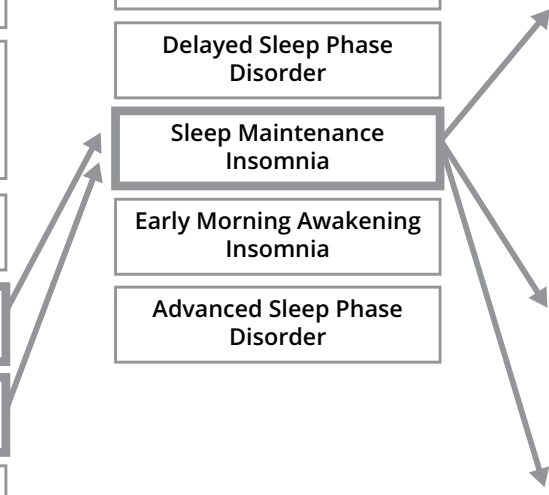 Delayed Sleep Phase
Disorder
Sleep Maintenance
Insomnia
Early Morning Awakening
Insomnia
Advanced Sleep Phase
Disorder